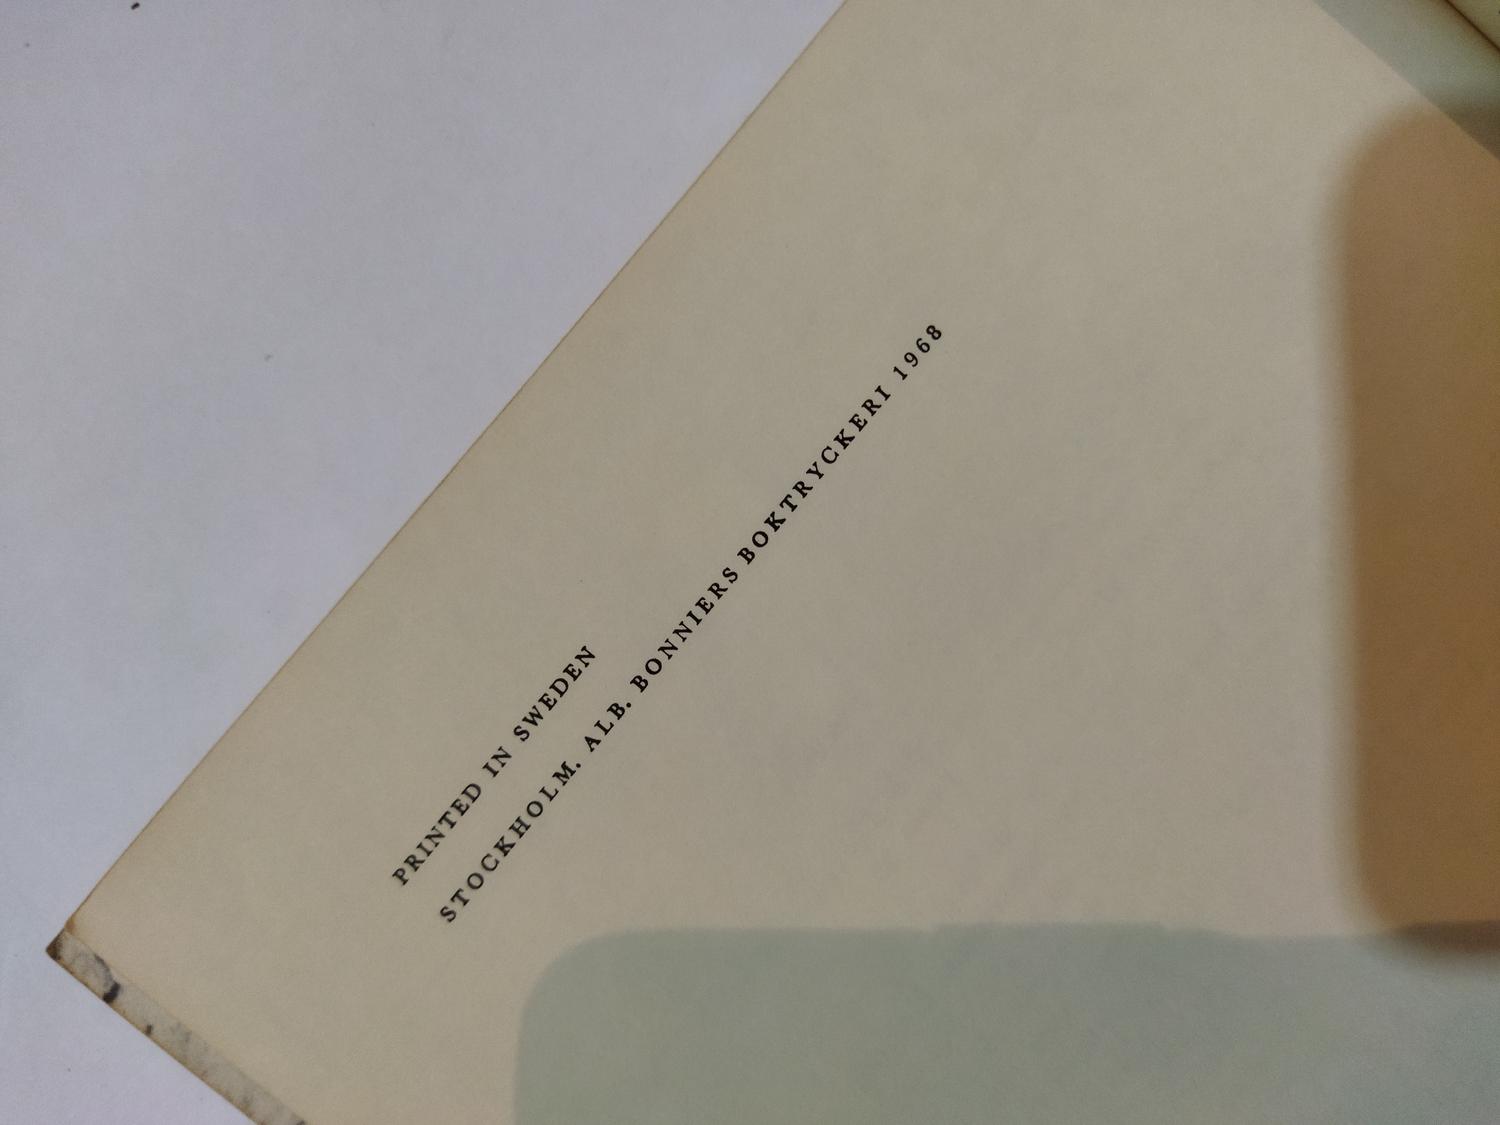 PRINTED IN SWEDEN
STOCKHOLM. ALB. BONNIERS BOKTRYCKERI 1968